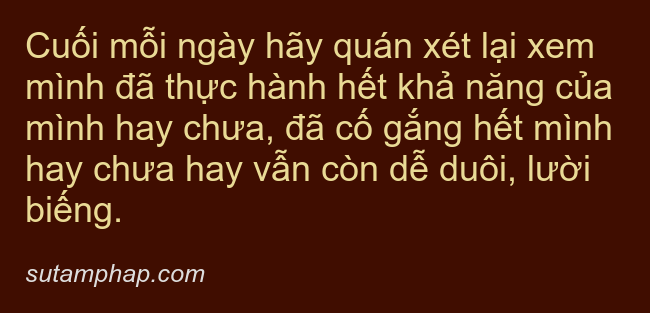 Cuối mỗi ngày hãy quán xét lại xem
mình đã thực hành hết khả năng của
mình hay chưa, đã cố gắng hết mình
hay chưa hay vẫn còn dễ duôi, lười
biếng.
sutamphap.com